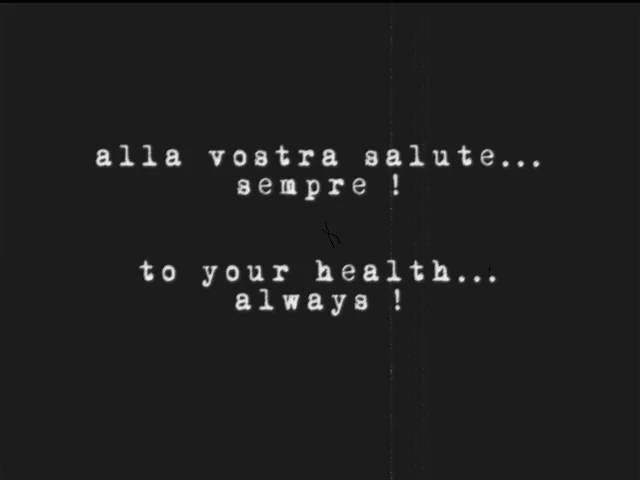 alla vostra salute...
sempre !
to your health...
always !